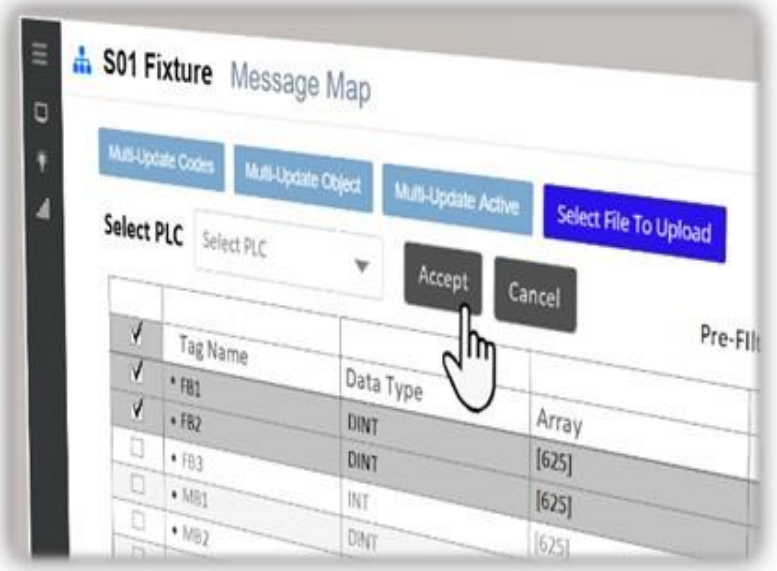 S01 Fixture Message Map
Multi-Update Codes Multi-Update Object Multi-Update Active Select File To Upload
Select PLC Select PLC Accept Cancel
Pre-FIlt
Tag Name Data Type Array
• FB1 DINT [625]
• FB2 DINT [625]
• FB3 INT [625]
• MB1 DINT
• MB2